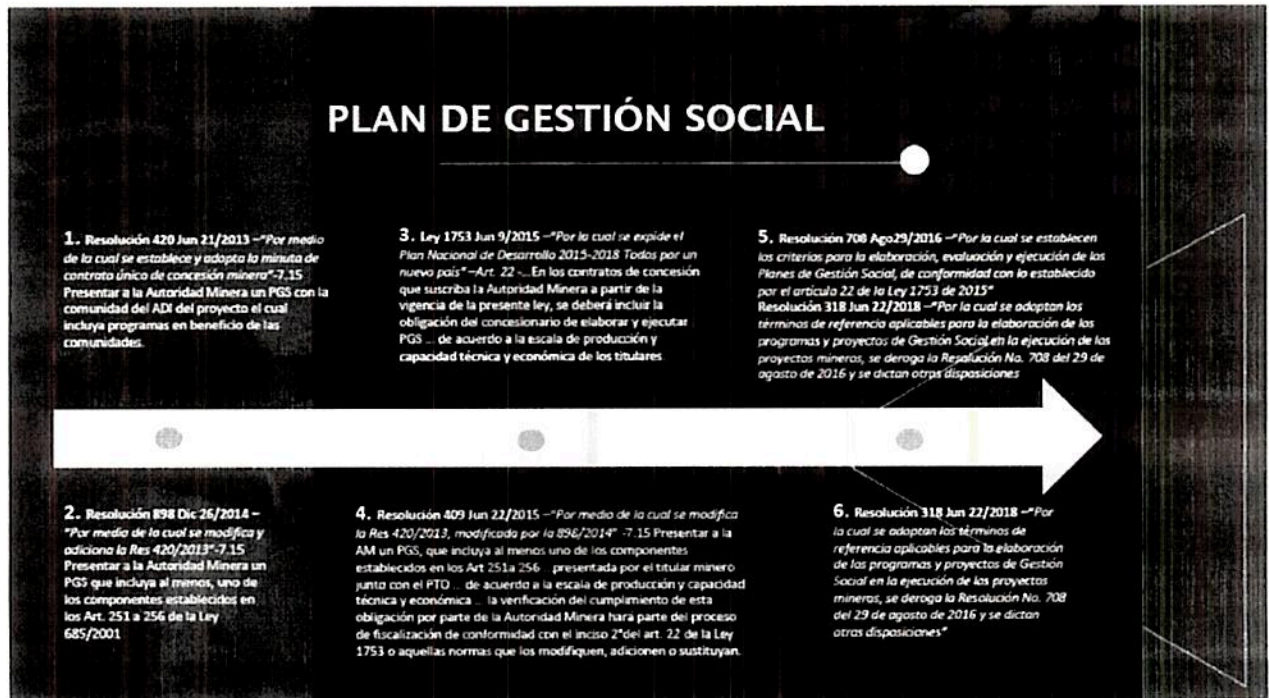 PLAN DE GESTIÓN SOCIAL
1. Resolución 420 Jun 21/2013 –"Por medio
de la cual se establece y adopta la minuta de
contrato único de concesión minera"-7.15
Presentar a la Autoridad Minera un PGS con la
comunidad del ADI del proyecto el cual
incluya programas en beneficio de las
comunidades.
2. Resolución 898 Dic 26/2014 –
"Por medio de la cual se modifica y
adiciona la Res 420/2013"-7.15
Presentar a la Autoridad Minera un
PGS que incluya al menos, uno de
los componentes establecidos en
los Art. 251 a 256 de la Ley
685/2001
3. Ley 1753 Jun 9/2015 –"Por la cual se expide el
Plan Nacional de Desarrollo 2015-2018 Todos por un
nuevo país" –Art. 22 -...En los contratos de concesión
que suscriba la Autoridad Minera a partir de la
vigencia de la presente ley, se deberá incluir la
obligación del concesionario de elaborar y ejecutar
PGS ... de acuerdo a la escala de producción y
capacidad técnica y económica de los titulares
4. Resolución 409 Jun 22/2015 –"Por medio de la cual se modifica
la Res 420/2013, modificada por la 898/2014" -7.15 Presentar a la
AM un PGS, que incluya al menos uno de los componentes
establecidos en los Art 251a 256 ...presentada por el titular minero
junto con el PTO ... de acuerdo a la escala de producción y capacidad
técnica y económica ... la verificación del cumplimiento de esta
obligación por parte de la Autoridad Minera hará parte del proceso
de fiscalización de conformidad con el inciso 2°del art. 22 de la Ley
1753 o aquellas normas que los modifiquen, adicionen o sustituyan.
5. Resolución 708 Ago29/2016 –"Por la cual se establecen
los criterios para la elaboración, evaluación y ejecución de los
Planes de Gestión Social, de conformidad con lo establecido
por el artículo 22 de la Ley 1753 de 2015"
Resolución 318 Jun 22/2018 –"Por la cual se adoptan los
términos de referencia aplicables para la elaboración de los
programas y proyectos de Gestión Social en la ejecución de los
proyectos mineros, se deroga la Resolución No. 708 del 29 de
agosto de 2016 y se dictan otras disposiciones
6. Resolución 318 Jun 22/2018 –"Por
la cual se adoptan los términos de
referencia aplicables para la elaboración
de los programas y proyectos de Gestión
Social en la ejecución de los proyectos
mineros, se deroga la Resolución No. 708
del 29 de agosto de 2016 y se dictan
otras disposiciones"